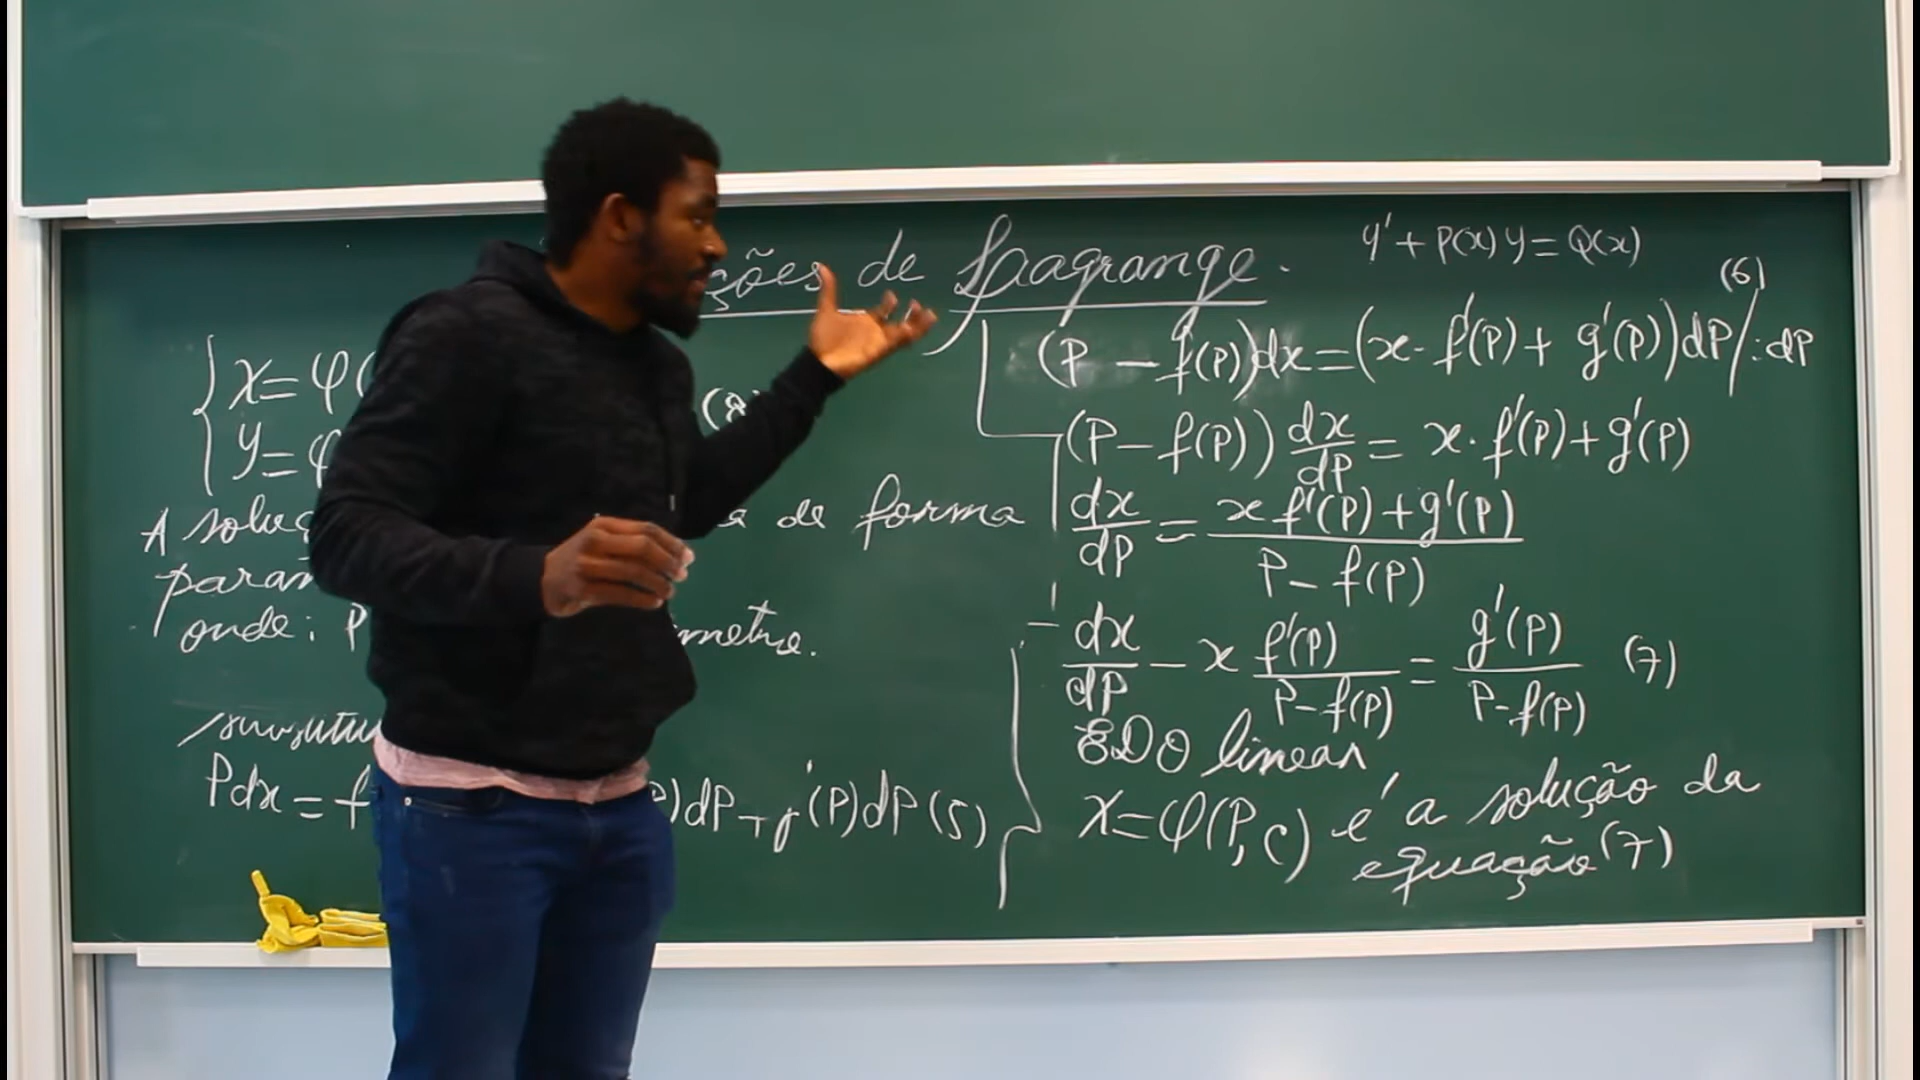 ções de Lagrange.
y' + P(x) y = Q(x)
{ x = φ(
y = φ
(8)
A soluç de forma
param
onde: P metro.
Pdx = f P)dP + g'(P)dP (5)
(6)
(P - f(P))dx = (x · f'(P) + g'(P))dP / : dP
(P - f(P)) dx/dP = x · f'(P) + g'(P)
dx/dP = x f'(P) + g'(P) / P - f(P)
dx/dP - x f'(P)/P - f(P) = g'(P)/P - f(P) (7)
EDO linear
x = φ(P, c) é a solução da
equação (7)